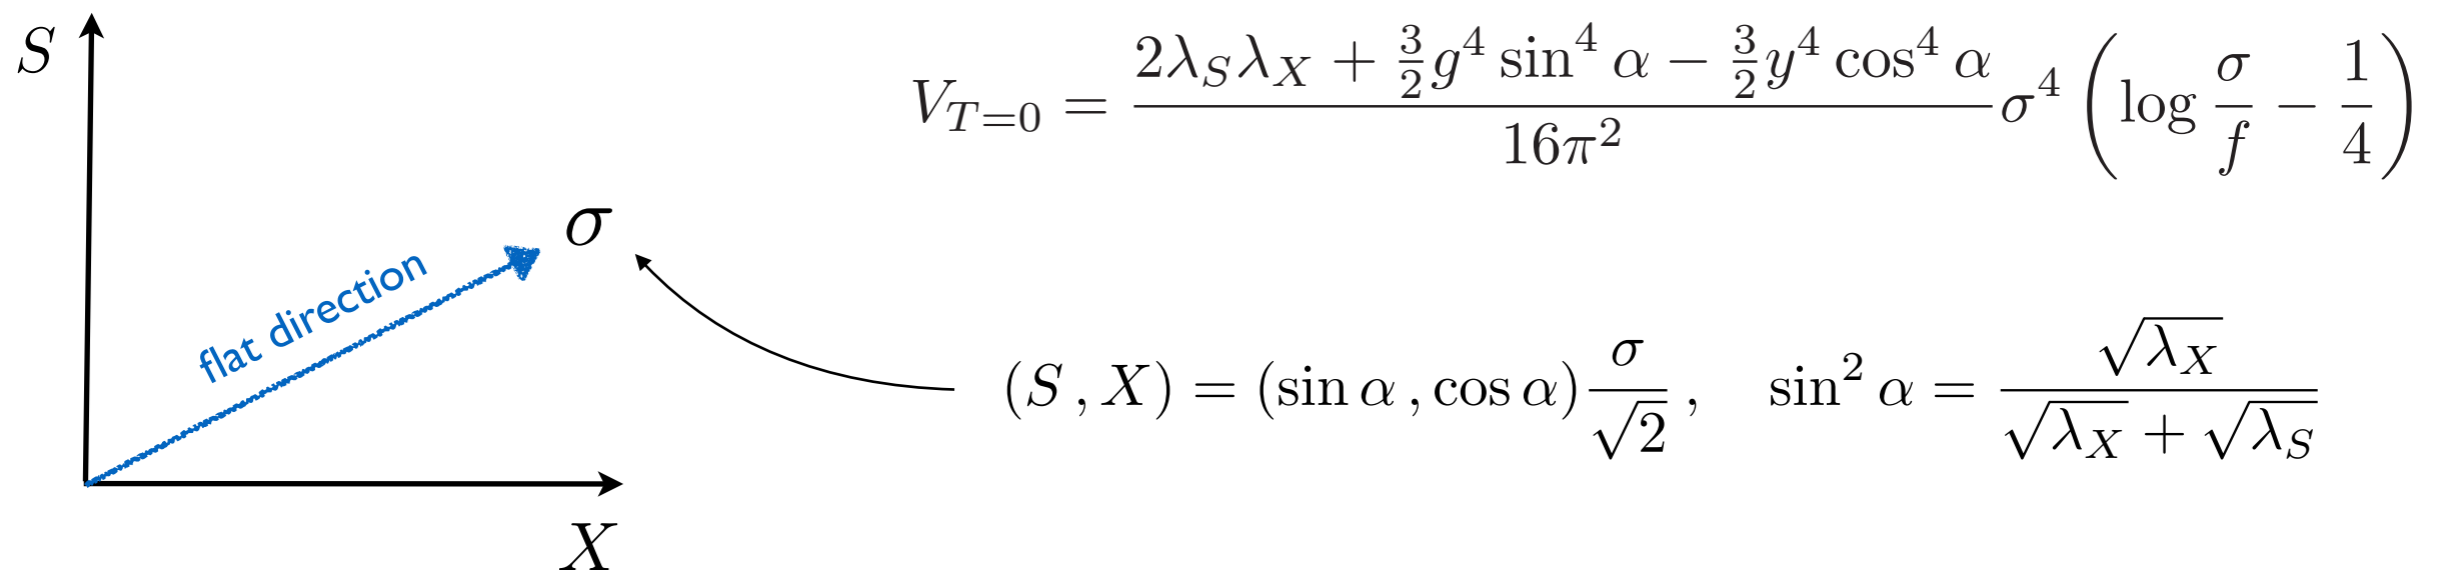 S
V_{T=0} = \frac{2\lambda_S\lambda_X + \frac{3}{2}g^4 \sin^4\alpha - \frac{3}{2}y^4 \cos^4\alpha}{16\pi^2}\sigma^4\left(\log\frac{\sigma}{f} - \frac{1}{4}\right)
σ
flat direction
(S, X) = (\sin\alpha, \cos\alpha)\frac{\sigma}{\sqrt{2}}, \quad \sin^2\alpha = \frac{\sqrt{\lambda_X}}{\sqrt{\lambda_X} + \sqrt{\lambda_S}}
X